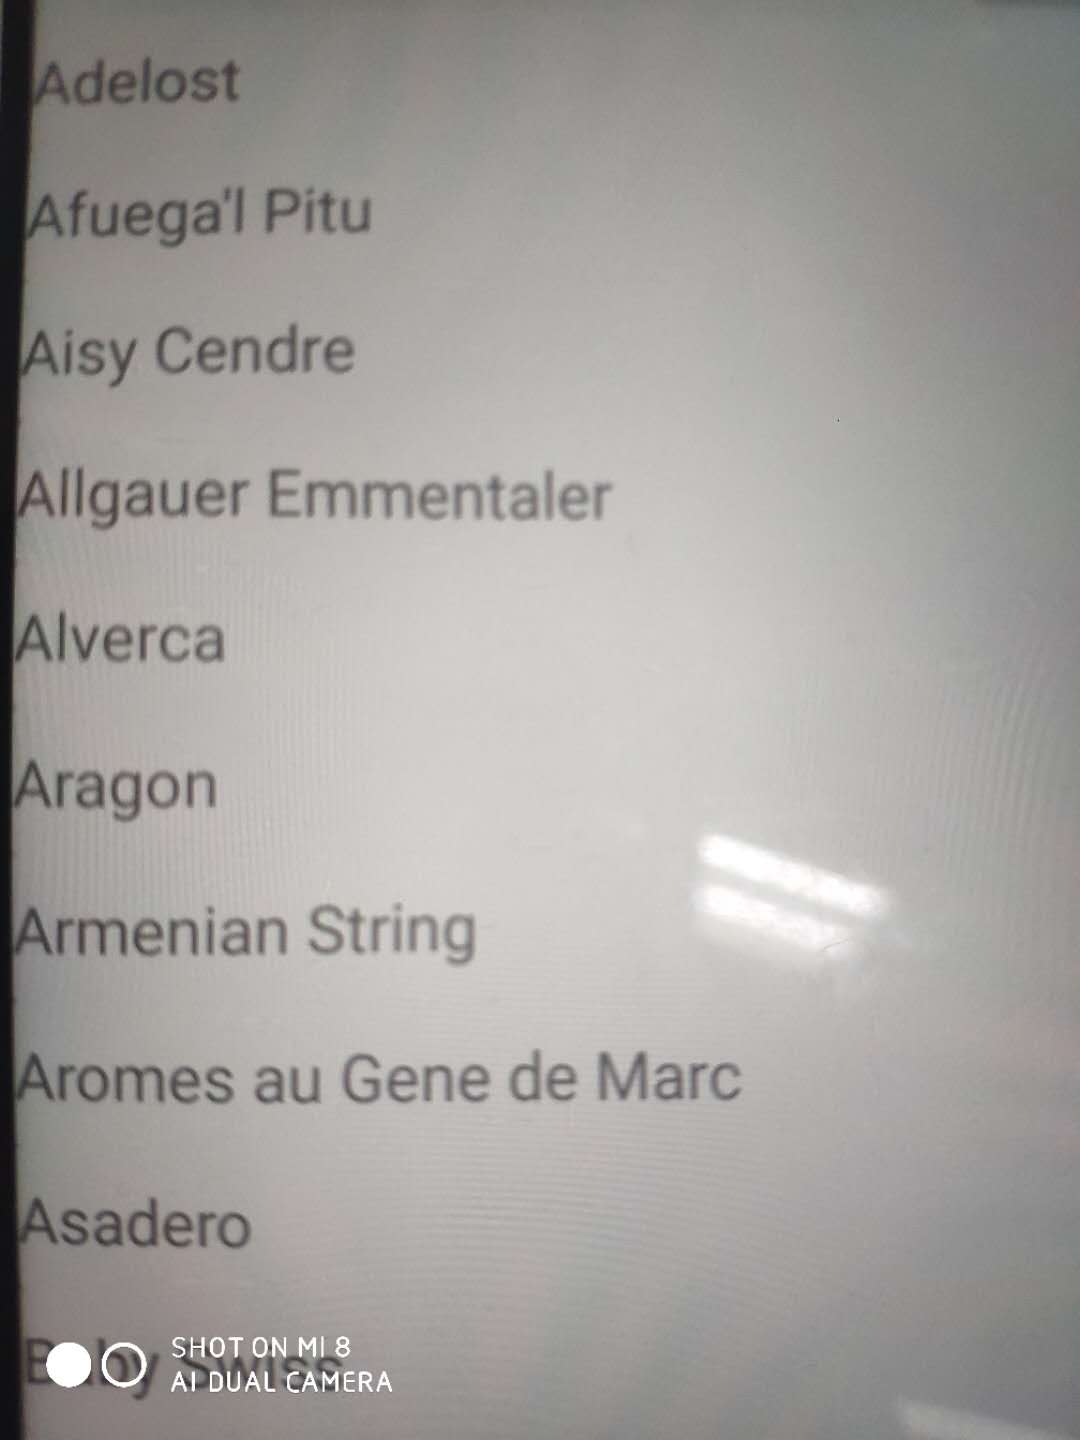 Adelost
Afuega'l Pitu
Aisy Cendre
Allgauer Emmentaler
Alverca
Aragon
Armenian String
Aromes au Gene de Marc
Asadero
Baby Swiss
SHOT ON MI 8
AI DUAL CAMERA